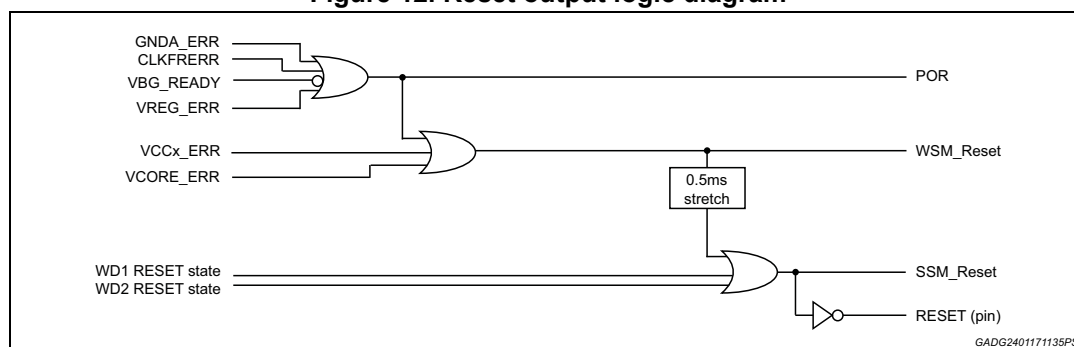 Figure 12. Reset output logic diagram
GNDA_ERR
CLKFRERR
VBG_READY
VREG_ERR
POR
VCCx_ERR
VCORE_ERR
WSM_Reset
0.5ms
stretch
WD1 RESET state
WD2 RESET state
SSM_Reset
RESET (pin)
GADG2401171135PS